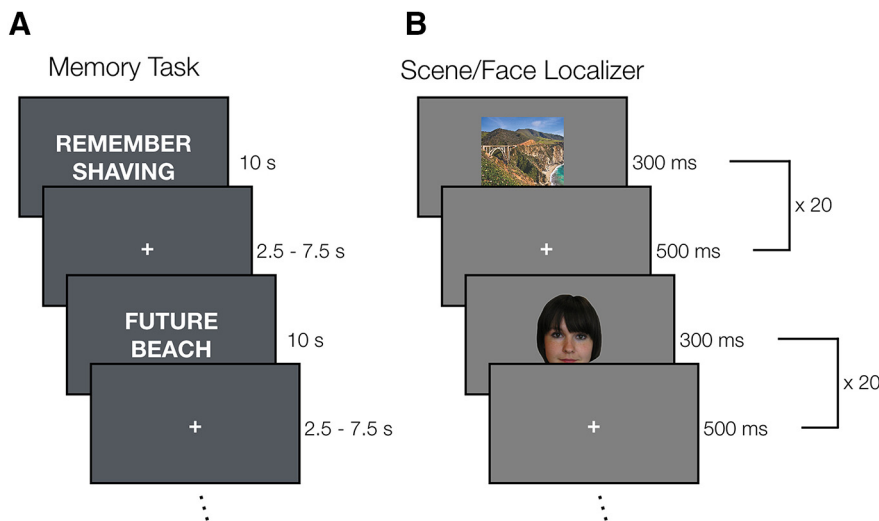 A
Memory Task
REMEMBER
SHAVING
10 s
+
2.5 - 7.5 s
FUTURE
BEACH
10 s
+
2.5 - 7.5 s
B
Scene/Face Localizer
300 ms
x 20
+
500 ms
300 ms
x 20
+
500 ms